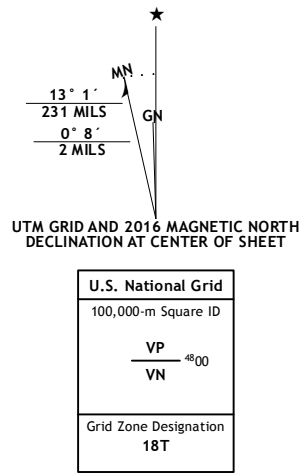 ★
MN
13° 1´
231 MILS
GN
0° 8´
2 MILS
UTM GRID AND 2016 MAGNETIC NORTH
DECLINATION AT CENTER OF SHEET
U.S. National Grid
100,000-m Square ID
VP
4800
VN
Grid Zone Designation
18T